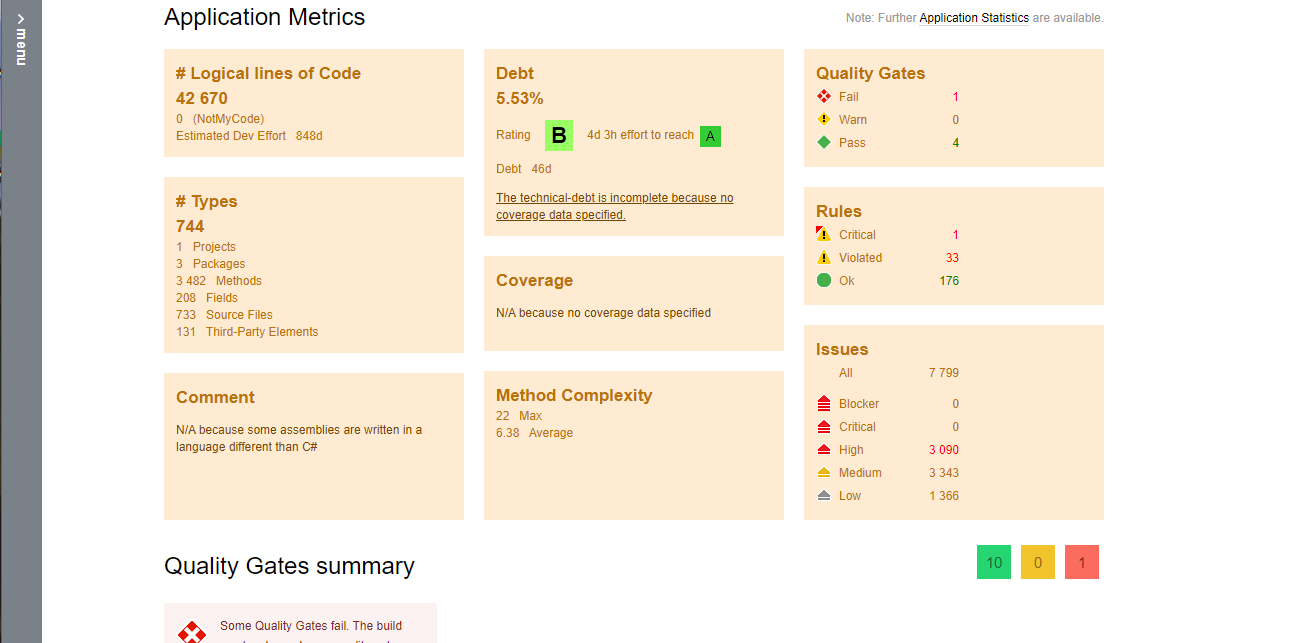 menu
Application Metrics
Note: Further Application Statistics are available.
# Logical lines of Code
42 670
0 (NotMyCode)
Estimated Dev Effort 848d
# Types
744
1 Projects
3 Packages
3 482 Methods
208 Fields
733 Source Files
131 Third-Party Elements
Comment
N/A because some assemblies are written in a
language different than C#
Debt
5.53%
Rating B 4d 3h effort to reach A
Debt 46d
The technical-debt is incomplete because no
coverage data specified.
Coverage
N/A because no coverage data specified
Method Complexity
22 Max
6.38 Average
Quality Gates
Fail 1
Warn 0
Pass 4
Rules
Critical 1
Violated 33
Ok 176
Issues
All 7 799
Blocker 0
Critical 0
High 3 090
Medium 3 343
Low 1 366
Quality Gates summary
10 0 1
Some Quality Gates fail. The build